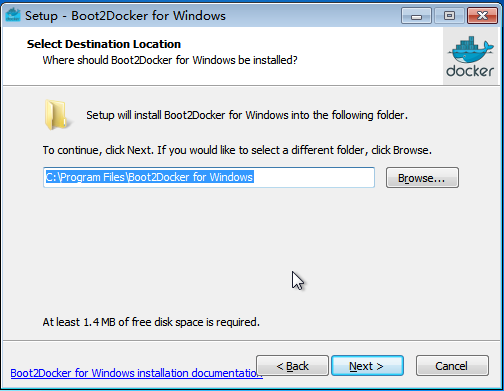 Setup - Boot2Docker for Windows
Select Destination Location
Where should Boot2Docker for Windows be installed?
docker
Setup will install Boot2Docker for Windows into the following folder.
To continue, click Next. If you would like to select a different folder, click Browse.
C:\Program Files\Boot2Docker for Windows
Browse...
At least 1.4 MB of free disk space is required.
Boot2Docker for Windows installation documentation
< Back
Next >
Cancel